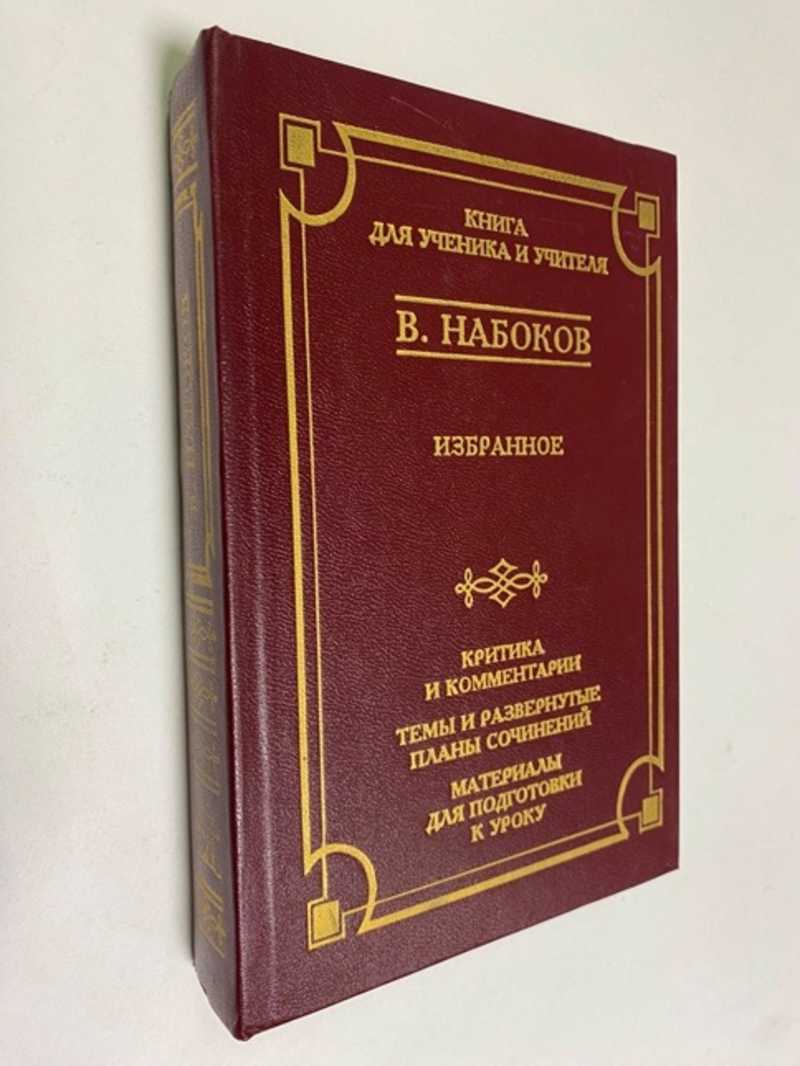 КНИГА
ДЛЯ УЧЕНИКА И УЧИТЕЛЯ
В. НАБОКОВ
ИЗБРАННОЕ
КРИТИКА
И КОММЕНТАРИИ
ТЕМЫ И РАЗВЕРНУТЫЕ
ПЛАНЫ СОЧИНЕНИЙ
МАТЕРИАЛЫ
ДЛЯ ПОДГОТОВКИ
К УРОКУ